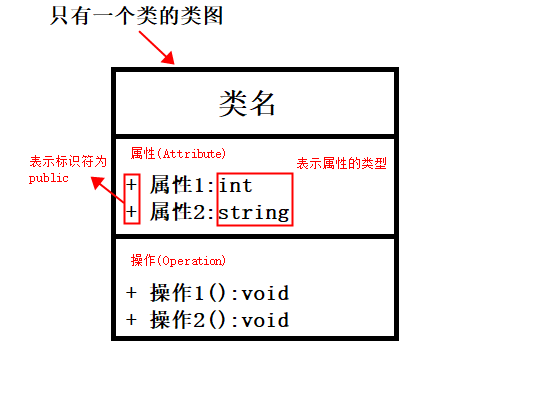 只有一个类的类图
类名
属性(Attribute)
表示标识符为
public
表示属性的类型
+ 属性1:int
+ 属性2:string
操作(Operation)
+ 操作1():void
+ 操作2():void